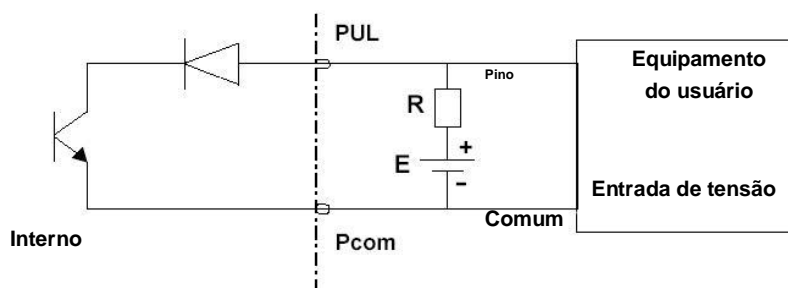 PUL
Pino
Equipamento
do usuário
R
+
E
-
Entrada de tensão
Comum
Interno
Pcom